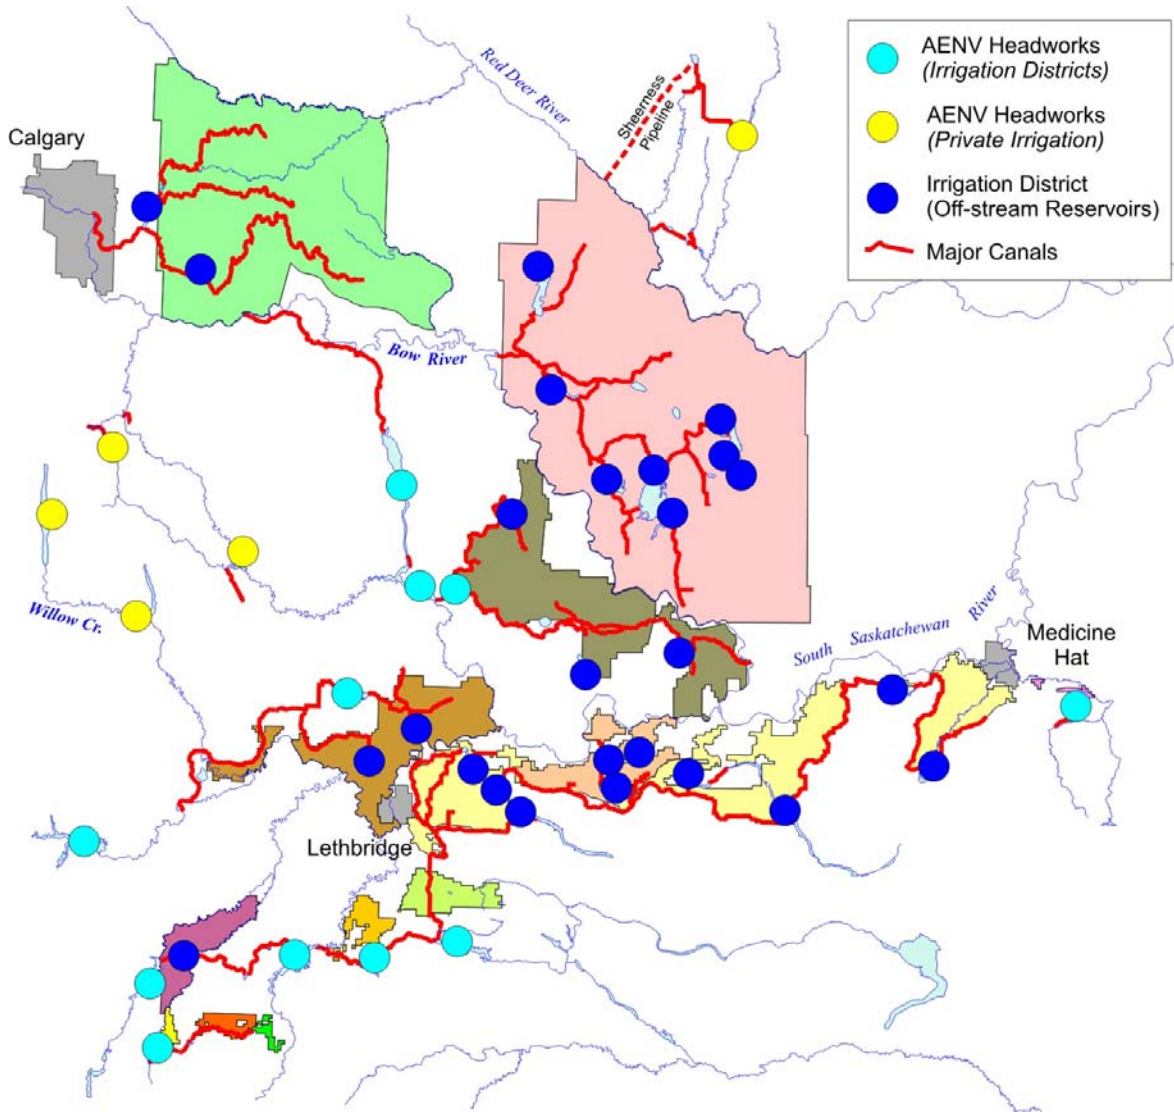 AENV Headworks
(Irrigation Districts)
AENV Headworks
(Private Irrigation)
Irrigation District
(Off-stream Reservoirs)
Major Canals
Red Deer River
Sheerness
Pipeline
Calgary
Bow River
Willow Cr.
South Saskatchewan River
Medicine
Hat
Lethbridge